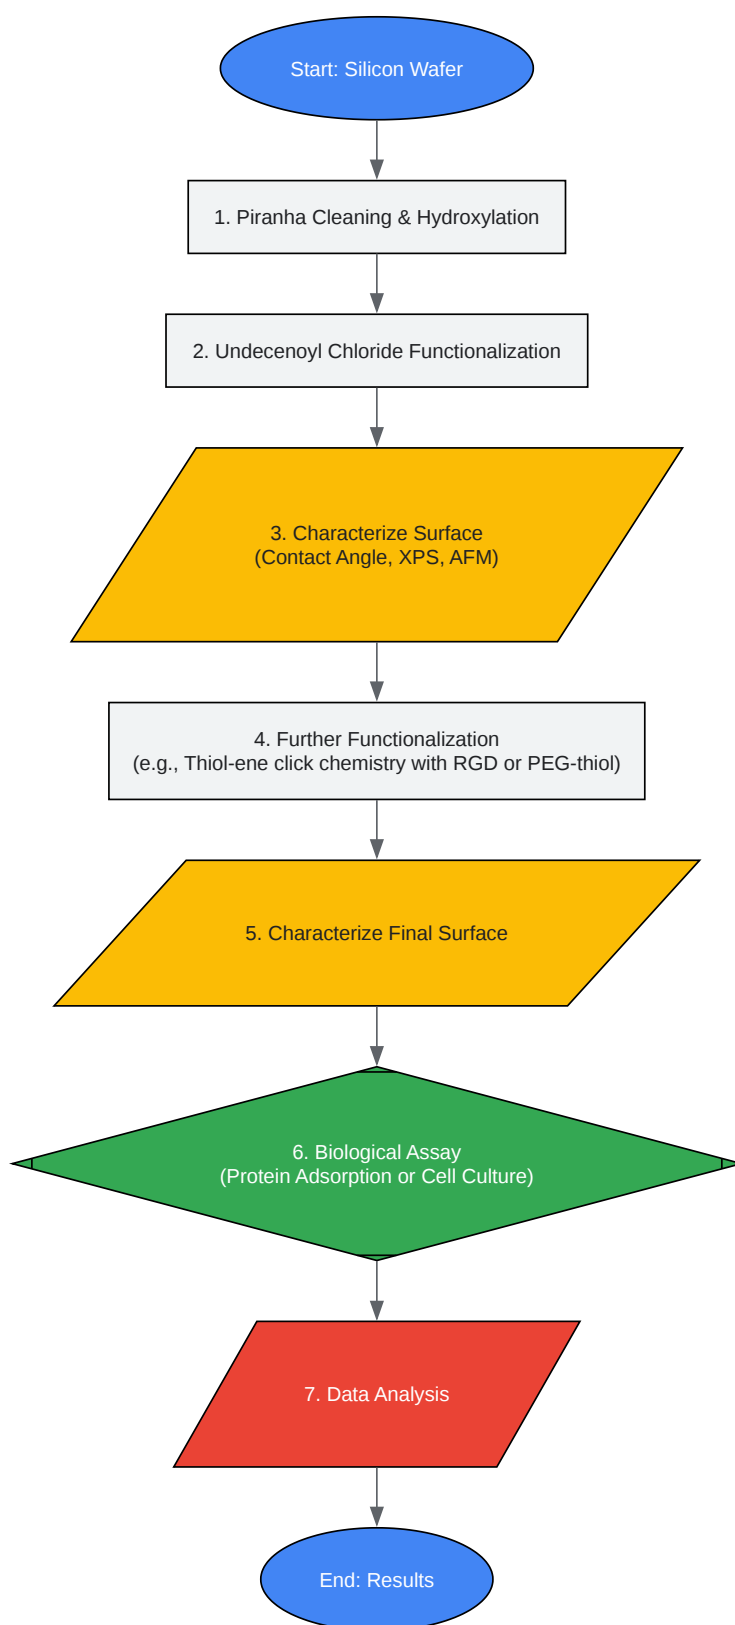 Start: Silicon Wafer
1. Piranha Cleaning & Hydroxylation
2. Undecenoyl Chloride Functionalization
3. Characterize Surface
(Contact Angle, XPS, AFM)
4. Further Functionalization
(e.g., Thiol-ene click chemistry with RGD or PEG-thiol)
5. Characterize Final Surface
6. Biological Assay
(Protein Adsorption or Cell Culture)
7. Data Analysis
End: Results